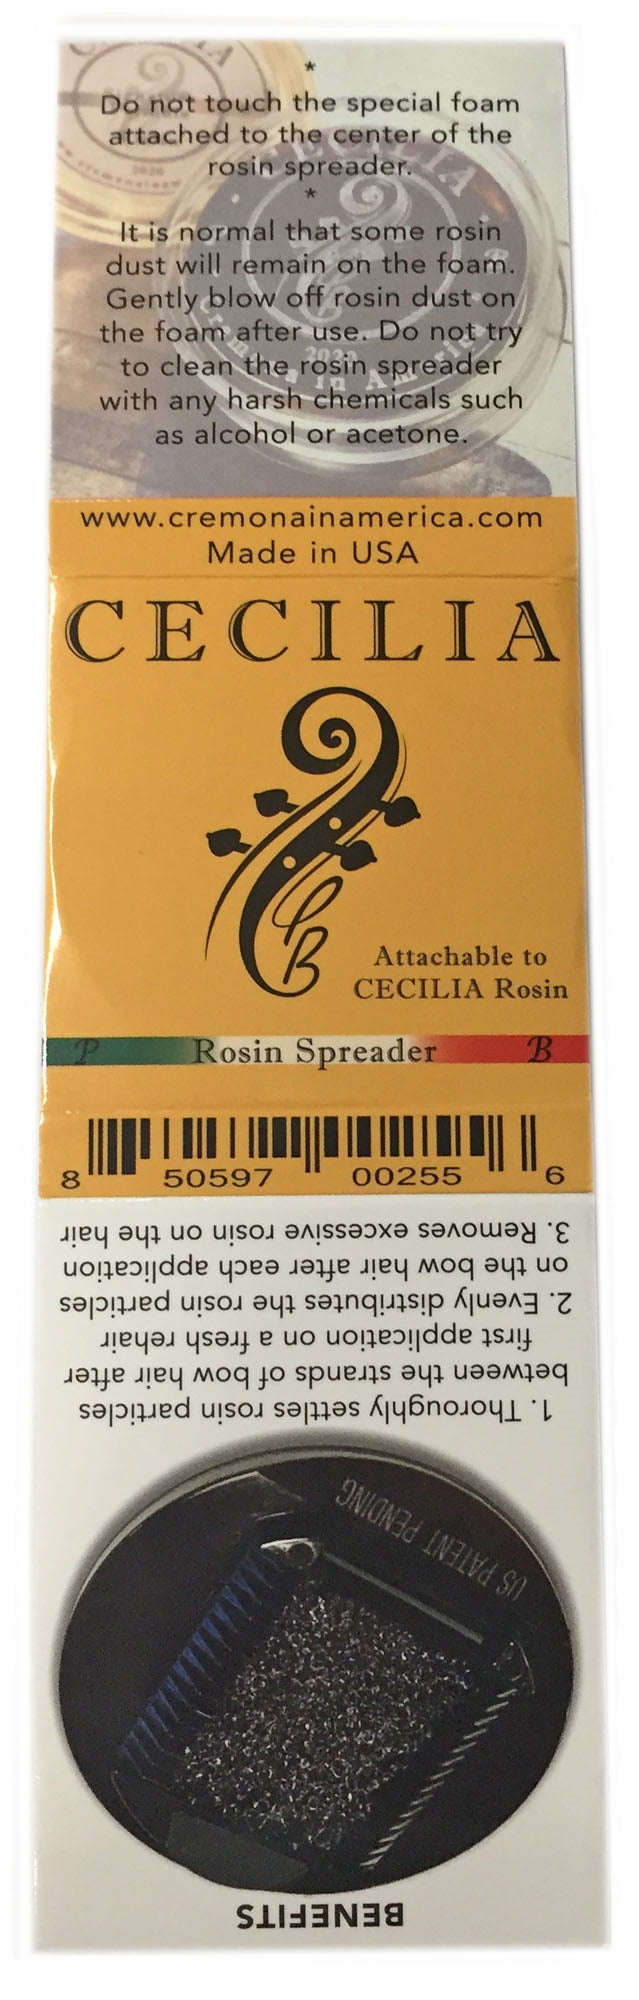 *
Do not touch the special foam
attached to the center of the
rosin spreader.
*
It is normal that some rosin
dust will remain on the foam.
Gently blow off rosin dust on
the foam after use. Do not try
to clean the rosin spreader
with any harsh chemicals such
as alcohol or acetone.
www.cremonainamerica.com
Made in USA
CECILIA
PB
Attachable to
CECILIA Rosin
P Rosin Spreader B
8 50597 00255 6
BENEFITS
US PATENT PENDING
1. Thoroughly settles rosin particles
between the strands of bow hair after
first application on a fresh rehair
2. Evenly distributes the rosin particles
on the bow hair after each application
3. Removes excessive rosin on the hair